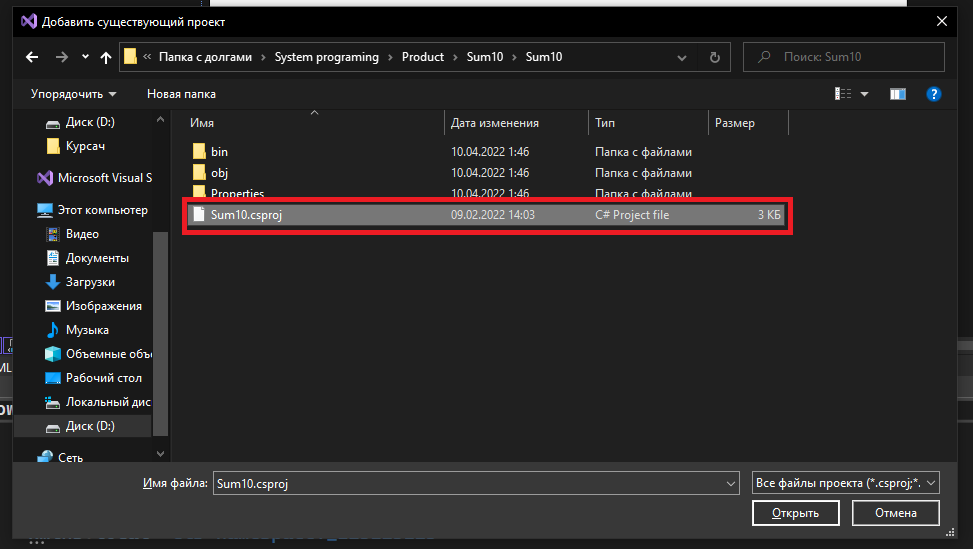 Добавить существующий проект
« Папка с долгами > System programing > Product > Sum10 > Sum10
Поиск: Sum10
Упорядочить
Новая папка
Имя
Дата изменения
Тип
Размер
Диск (D:)
Курсач
Microsoft Visual S
Этот компьютер
Видео
Документы
Загрузки
Изображения
Музыка
Объемные объ
Рабочий стол
Локальный дис
Диск (D:)
Сеть
bin 10.04.2022 1:46 Папка с файлами
obj 10.04.2022 1:46 Папка с файлами
Properties 10.04.2022 1:46 Папка с файлами
Sum10.csproj 09.02.2022 14:03 C# Project file 3 КБ
Имя файла: Sum10.csproj
Все файлы проекта (*.csproj;*.
Открыть
Отмена